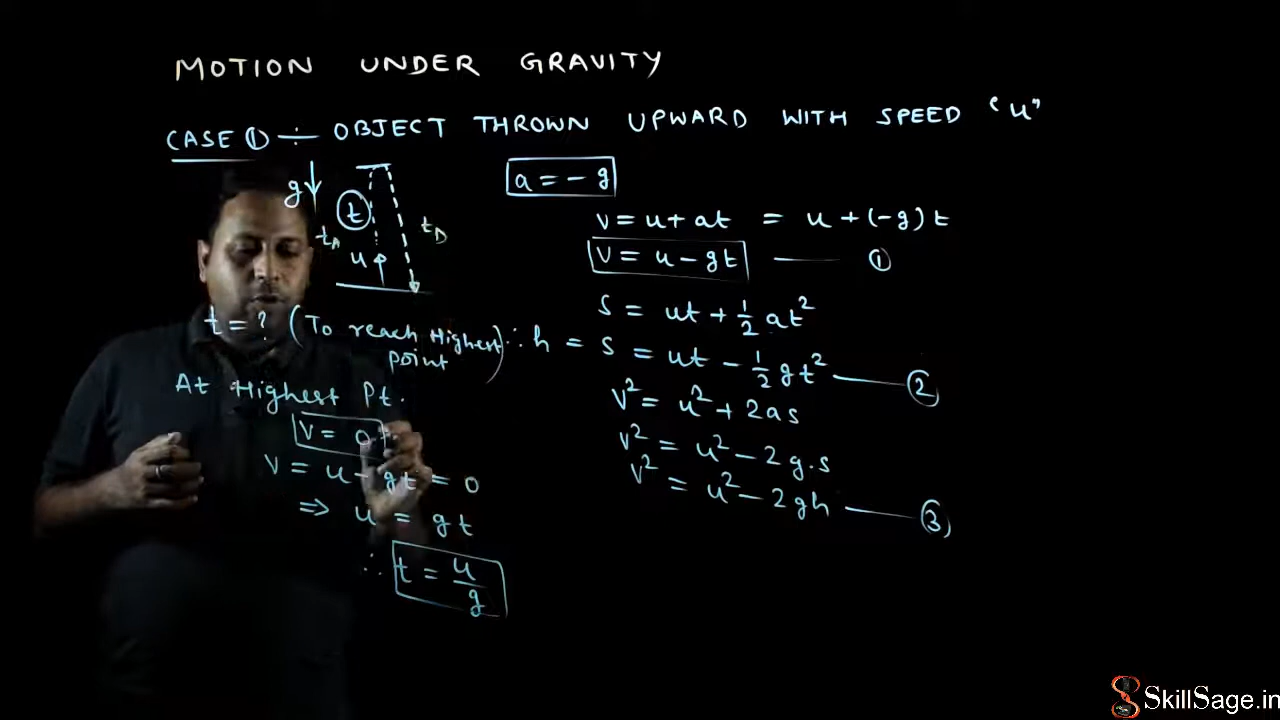 MOTION UNDER GRAVITY
CASE ① ÷ OBJECT THROWN UPWARD WITH SPEED "u"
g
t
t_A
u
t_D
a = - g
v = u + at = u + (-g) t
v = u - gt —— ①
s = ut + 1/2 at²
t = ? (To reach Highest point)
∴ h = s = ut - 1/2 gt² —— ②
v² = u² + 2as
v² = u² - 2g.s
v² = u² - 2gh —— ③
At Highest Pt.
v = 0
v = u - gt = 0
⇒ u = gt
∴ t = u/g
SkillSage.in